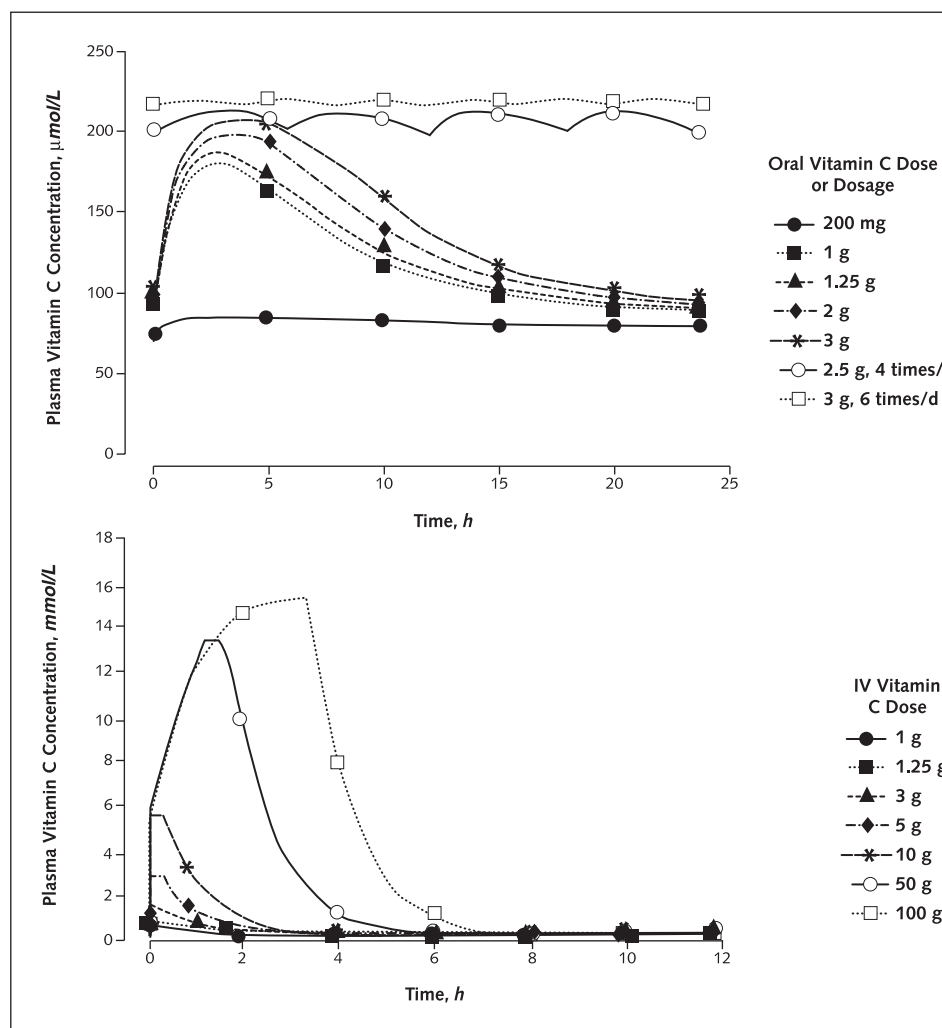 250
200
150
100
50
0
Plasma Vitamin C Concentration, μmol/L
0 5 10 15 20 25
Time, h
Oral Vitamin C Dose
or Dosage
200 mg
1 g
1.25 g
2 g
3 g
2.5 g, 4 times/
3 g, 6 times/d
18
16
14
12
10
8
6
4
2
0
Plasma Vitamin C Concentration, mmol/L
0 2 4 6 8 10 12
Time, h
IV Vitamin
C Dose
1 g
1.25 g
3 g
5 g
10 g
50 g
100 g